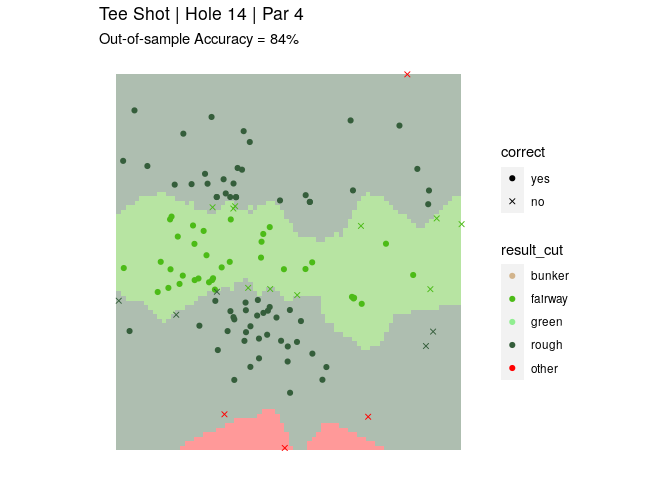 Tee Shot | Hole 14 | Par 4
Out-of-sample Accuracy = 84%
correct
yes
no
result_cut
bunker
fairway
green
rough
other